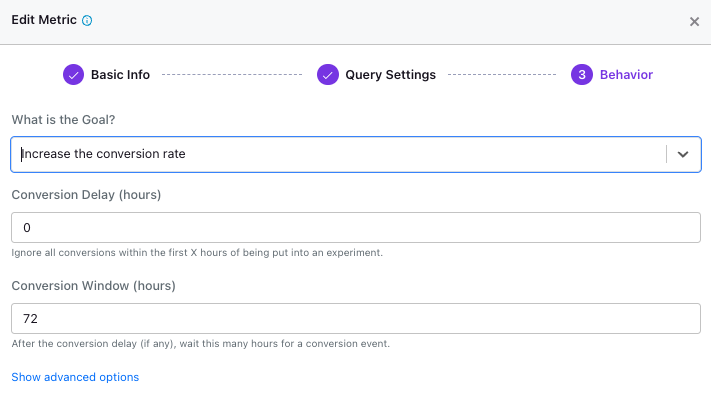 Edit Metric
Basic Info
Query Settings
3 Behavior
What is the Goal?
Increase the conversion rate
Conversion Delay (hours)
0
Ignore all conversions within the first X hours of being put into an experiment.
Conversion Window (hours)
72
After the conversion delay (if any), wait this many hours for a conversion event.
Show advanced options